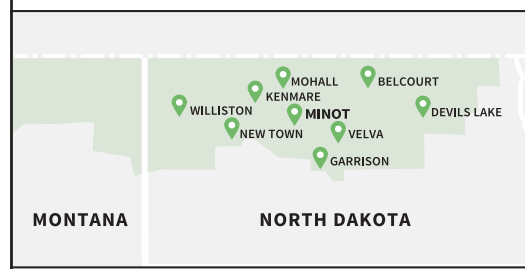 MOHALL
BELCOURT
KENMARE
WILLISTON
MINOT
DEVILS LAKE
NEW TOWN
VELVA
GARRISON
MONTANA
NORTH DAKOTA